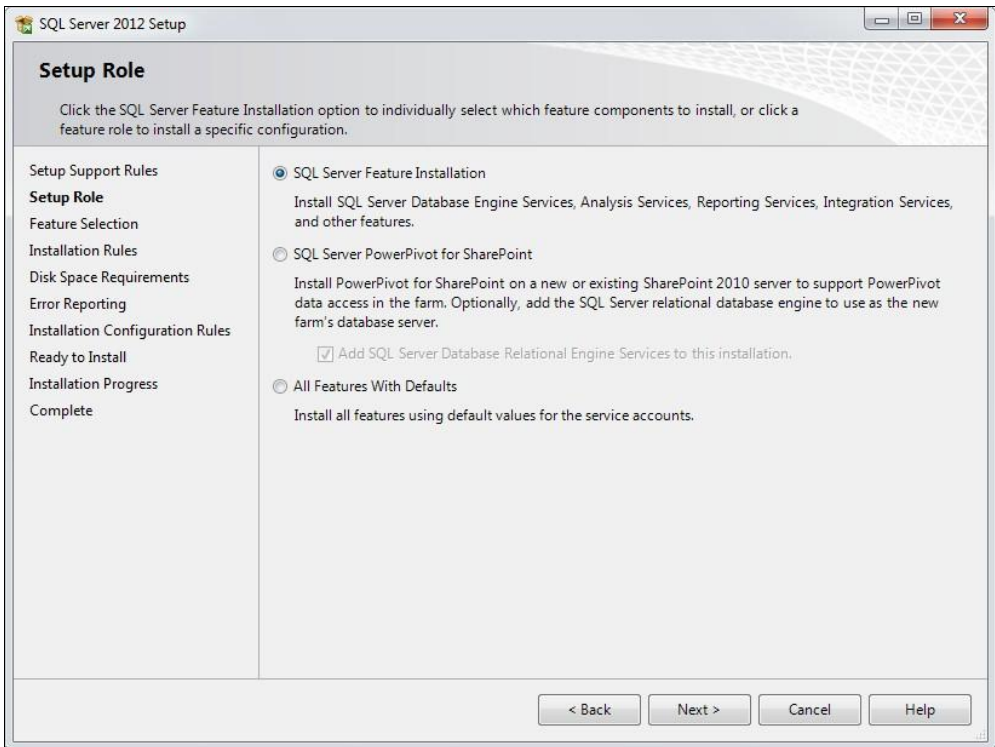 SQL Server 2012 Setup
Setup Role
Click the SQL Server Feature Installation option to individually select which feature components to install, or click a
feature role to install a specific configuration.
Setup Support Rules
Setup Role
Feature Selection
Installation Rules
Disk Space Requirements
Error Reporting
Installation Configuration Rules
Ready to Install
Installation Progress
Complete
SQL Server Feature Installation
Install SQL Server Database Engine Services, Analysis Services, Reporting Services, Integration Services,
and other features.
SQL Server PowerPivot for SharePoint
Install PowerPivot for SharePoint on a new or existing SharePoint 2010 server to support PowerPivot
data access in the farm. Optionally, add the SQL Server relational database engine to use as the new
farm's database server.
Add SQL Server Database Relational Engine Services to this installation.
All Features With Defaults
Install all features using default values for the service accounts.
< Back
Next >
Cancel
Help